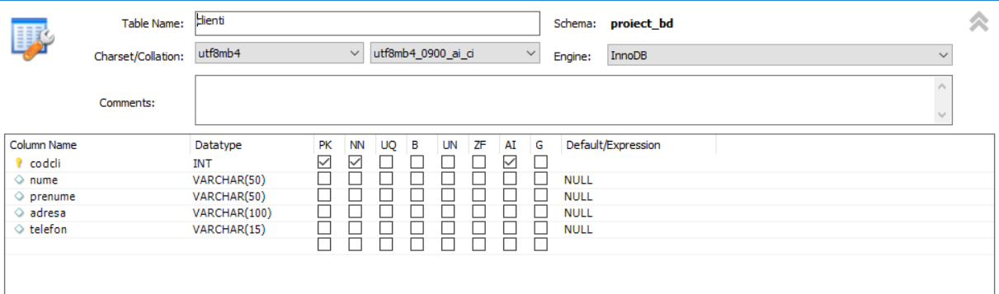 Table Name: clienti Schema: proiect_bd
Charset/Collation: utf8mb4 utf8mb4_0900_ai_ci Engine: InnoDB
Comments:
Column Name Datatype PK NN UQ B UN ZF AI G Default/Expression
codcli INT
nume VARCHAR(50) NULL
prenume VARCHAR(50) NULL
adresa VARCHAR(100) NULL
telefon VARCHAR(15) NULL